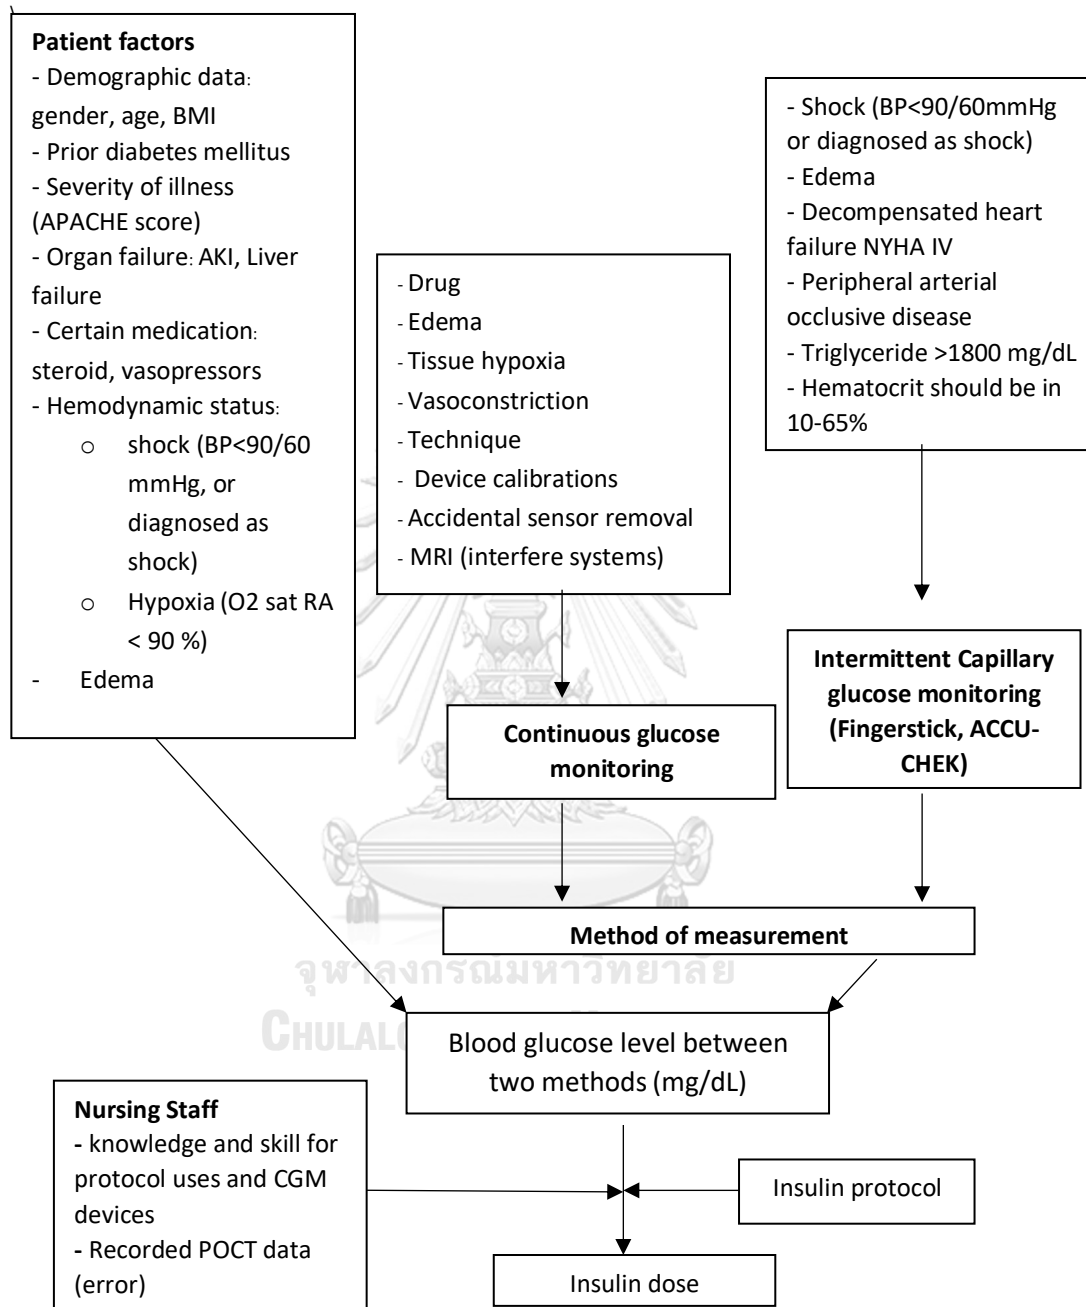 Patient factors
- Demographic data:
gender, age, BMI
- Prior diabetes mellitus
- Severity of illness
(APACHE score)
- Organ failure: AKI, Liver
failure
- Certain medication:
steroid, vasopressors
- Hemodynamic status:
o shock (BP<90/60
mmHg, or
diagnosed as
shock)
o Hypoxia (O2 sat RA
< 90 %)
- Edema
- Drug
- Edema
- Tissue hypoxia
- Vasoconstriction
- Technique
- Device calibrations
- Accidental sensor removal
- MRI (interfere systems)
- Shock (BP<90/60mmHg
or diagnosed as shock)
- Edema
- Decompensated heart
failure NYHA IV
- Peripheral arterial
occlusive disease
- Triglyceride >1800 mg/dL
- Hematocrit should be in
10-65%
Continuous glucose
monitoring
Intermittent Capillary
glucose monitoring
(Fingerstick, ACCU-
CHEK)
Method of measurement
จุฬาลงกรณ์มหาวิทยาลัย
CHULAL
Blood glucose level between
two methods (mg/dL)
Nursing Staff
- knowledge and skill for
protocol uses and CGM
devices
- Recorded POCT data
(error)
Insulin protocol
Insulin dose